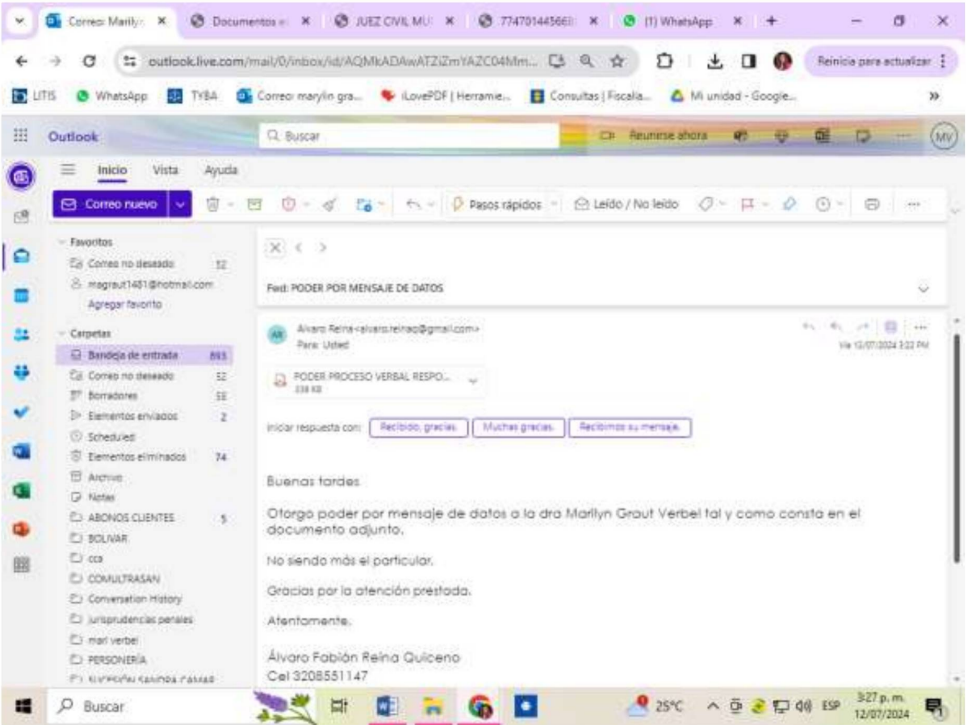 Correo: Marilyn
Documentos e
JUEZ CIVIL MU
(1) WhatsApp
outlook.live.com/mail/0/inbox/id/AQMkADAwATZiZmYAZC04Mm...
Reinicia para actualizar
LITIS
WhatsApp
TYBA
Correo: marylin gra...
iLovePDF | Herramie...
Consultas | Fiscalía...
Mi unidad - Google...
Outlook
Buscar
Reunirse ahora
MV
Inicio
Vista
Ayuda
Correo nuevo
Pasos rápidos
Leído / No leído
Favoritos
Correo no deseado 52
magraut1481@hotmail.com
Agregar favorito
Carpetas
Bandeja de entrada 893
Correo no deseado 52
Borradores 58
Elementos enviados 2
Scheduled
Elementos eliminados 74
Archivo
Notas
ABONOS CLIENTES 5
BOLIVAR
cca
COMULTRASAN
Conversation History
jurisprudencias penales
mari verbel
PERSONERÍA
Fwd: PODER POR MENSAJE DE DATOS
AR
Alvaro Reina<alvaro.reinaq@gmail.com>
Para: Usted
Vie 12/07/2024 3:22 PM
PODER PROCESO VERBAL RESPO...
338 KB
Iniciar respuesta con:
Recibido, gracias.
Muchas gracias.
Recibimos su mensaje.
Buenas tardes
Otorgo poder por mensaje de datos a la dra Marilyn Graut Verbel tal y como consta en el
documento adjunto.
No siendo más el particular,
Gracias por la atención prestada.
Atentamente,
Álvaro Fabián Reina Quiceno
Cel 3208551147
Buscar
25°C
ESP
3:27 p. m.
12/07/2024